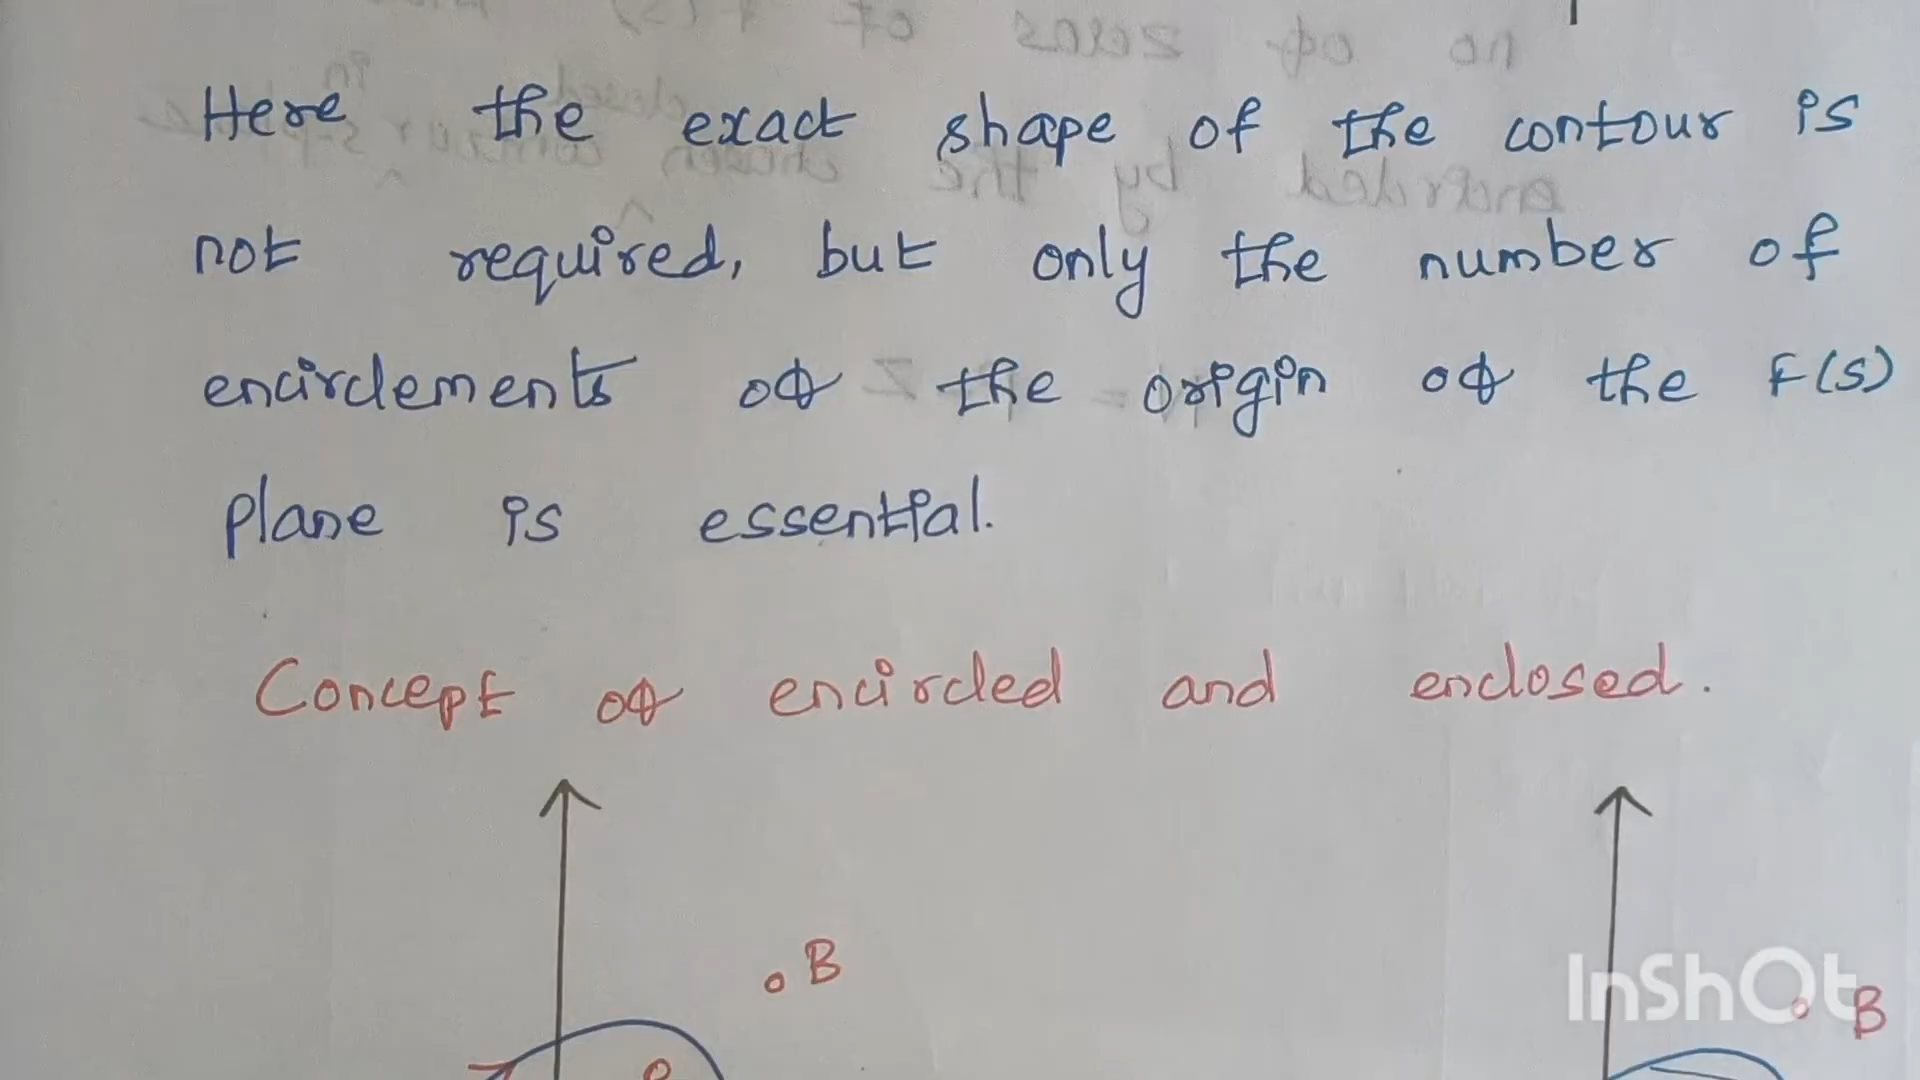 Here the exact shape of the contour is
not required, but only the number of
encirclements of the origin of the F(s)
plane is essential.
Concept of encircled and enclosed.
B
B
InShOt